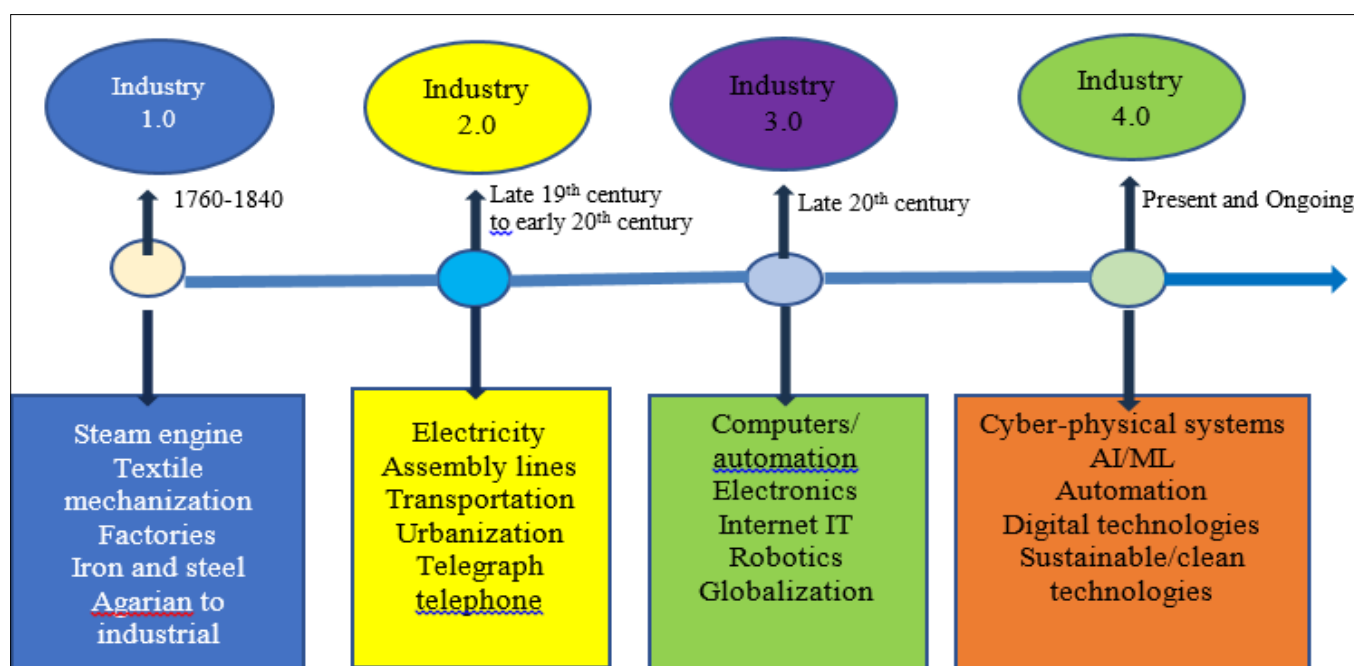 Industry
1.0
Industry
2.0
Industry
3.0
Industry
4.0
1760-1840
Late 19th century
to early 20th century
Late 20th century
Present and Ongoing
Steam engine
Textile
mechanization
Factories
Iron and steel
Agarian to
industrial
Electricity
Assembly lines
Transportation
Urbanization
Telegraph
telephone
Computers/
automation
Electronics
Internet IT
Robotics
Globalization
Cyber-physical systems
AI/ML
Automation
Digital technologies
Sustainable/clean
technologies